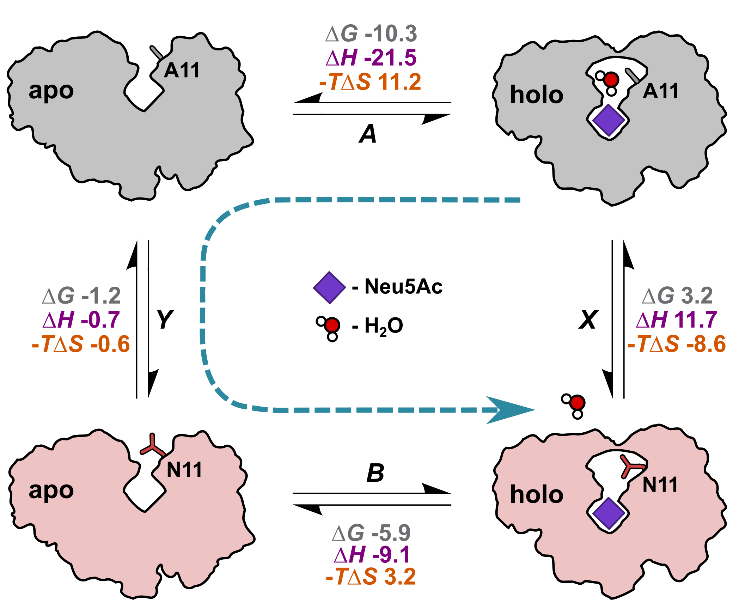 ΔG -10.3
ΔH -21.5
-TΔS 11.2
A
apo
A11
holo
A11
ΔG -1.2
ΔH -0.7
-TΔS -0.6
Y
- Neu5Ac
- H₂O
X
ΔG 3.2
ΔH 11.7
-TΔS -8.6
apo
N11
B
ΔG -5.9
ΔH -9.1
-TΔS 3.2
holo
N11